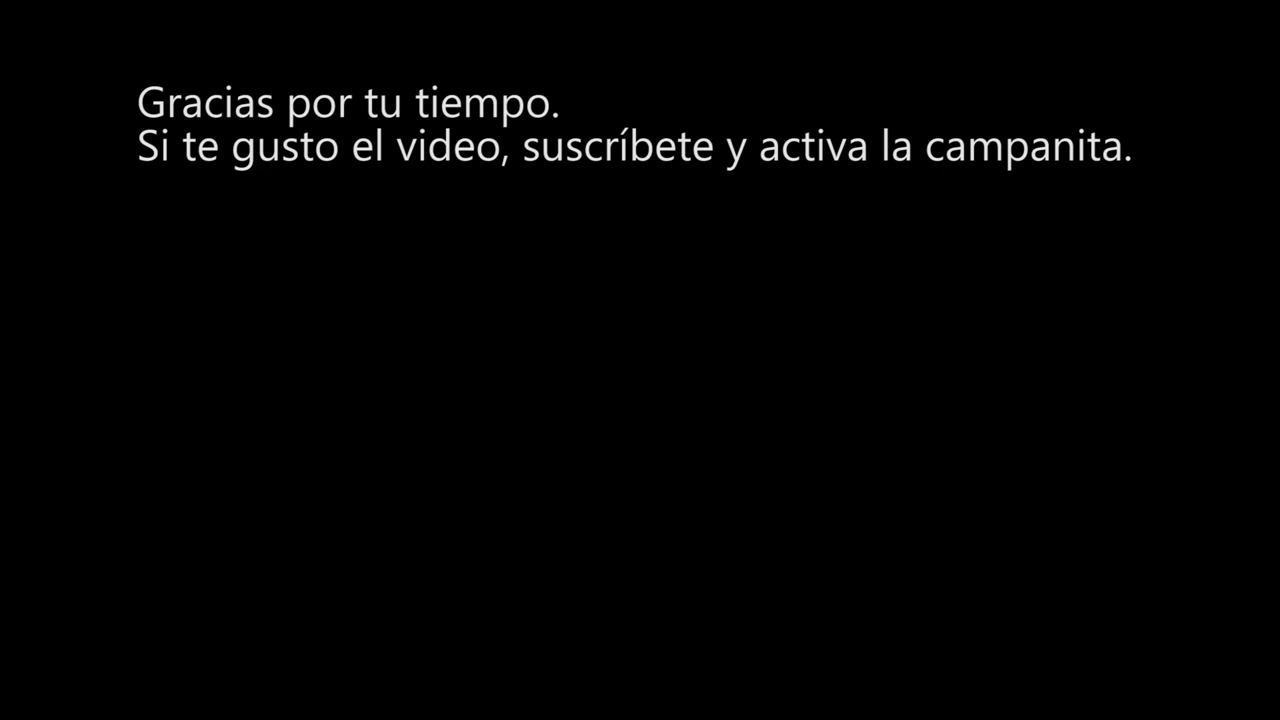 Gracias por tu tiempo.
Si te gusto el video, suscríbete y activa la campanita.